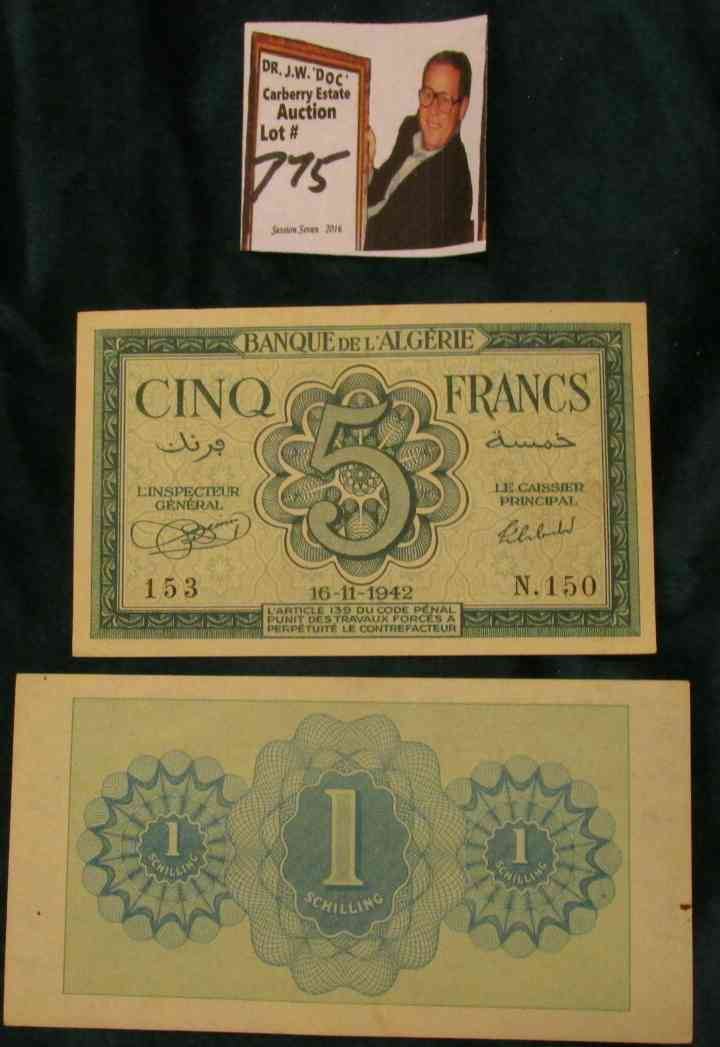 DR. J.W. 'DOC'
Carberry Estate
Auction
Lot #
775
Session Seven 2016
BANQUE DE L'ALGÉRIE
CINQ FRANCS
5
فرنك خمسة
L'INSPECTEUR
GÉNÉRAL
LE CAISSIER
PRINCIPAL
153
16-11-1942
N.150
L'ARTICLE 139 DU CODE PÉNAL
PUNIT DES TRAVAUX FORCÉS A
PERPÉTUITÉ LE CONTREFACTEUR
1
SCHILLING
1
SCHILLING
1
SCHILLING